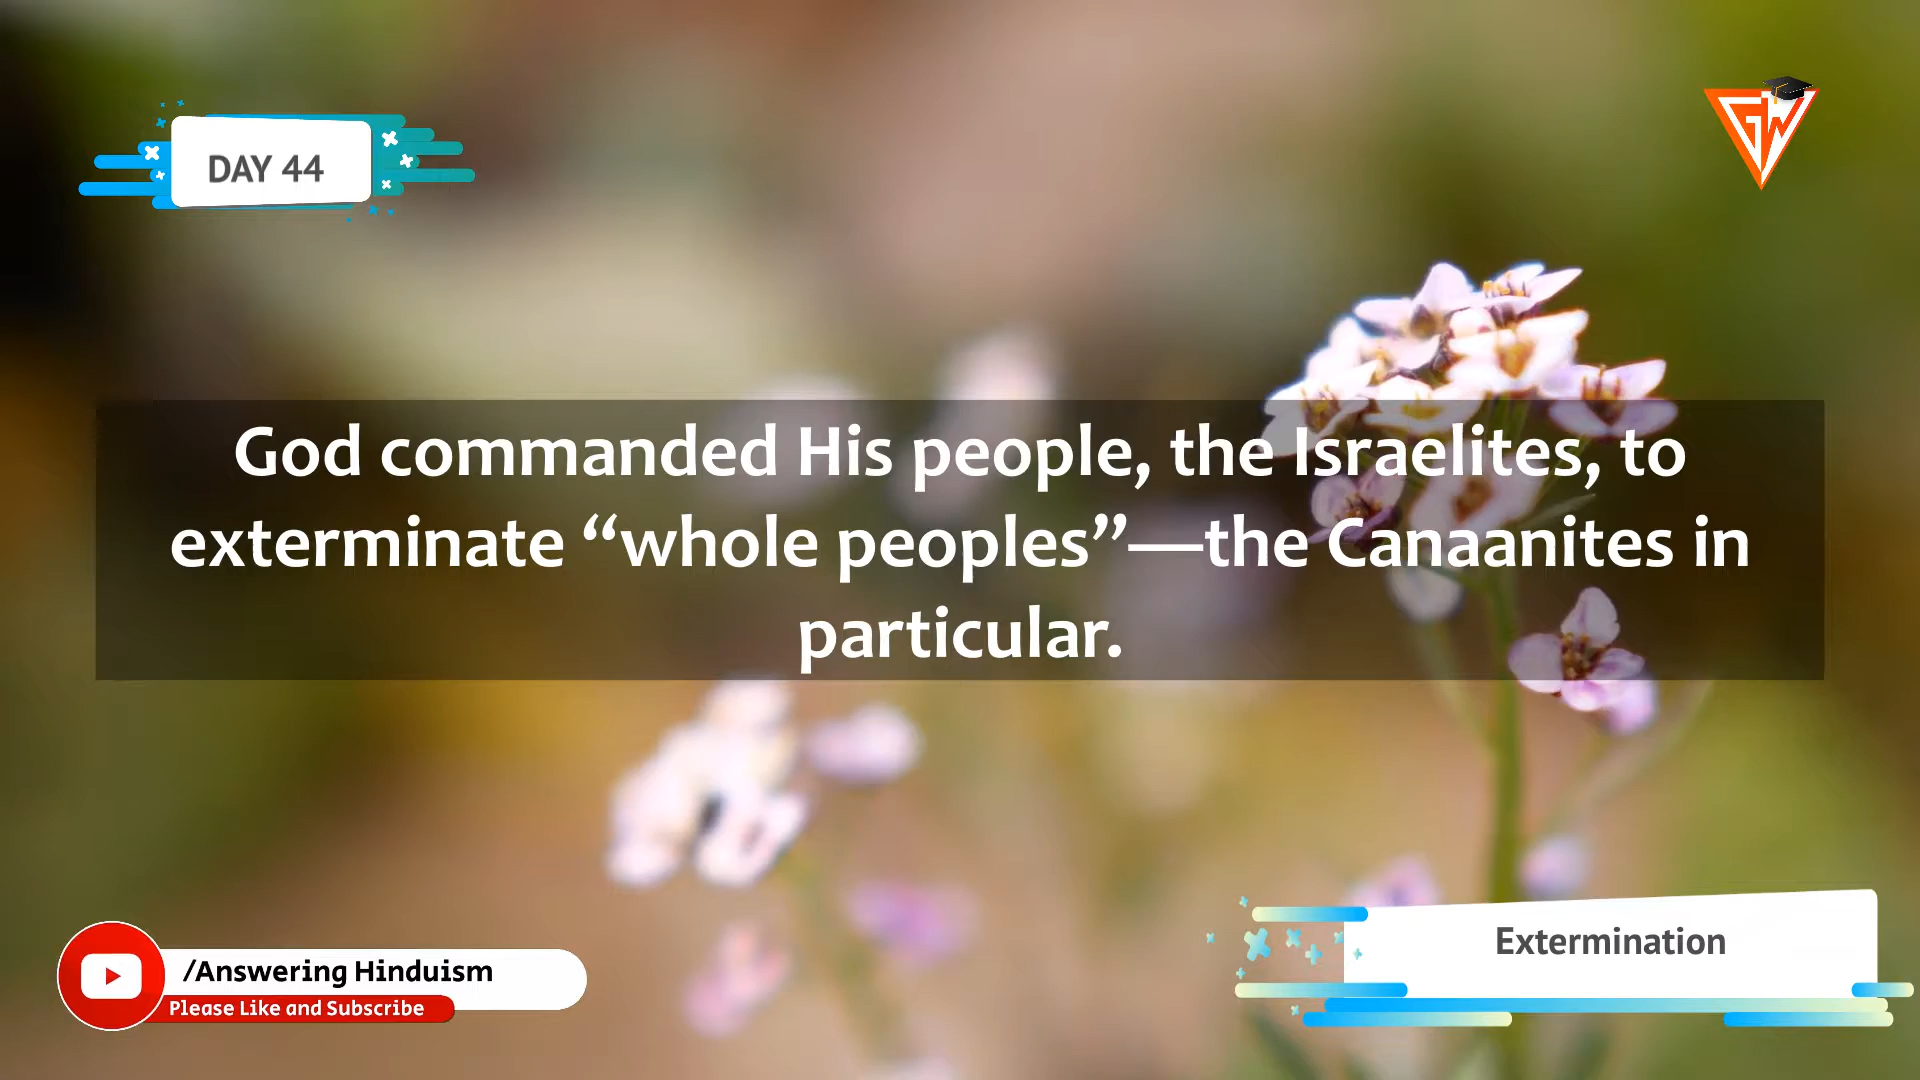 DAY 44
GW
God commanded His people, the Israelites, to
exterminate “whole peoples”—the Canaanites in
particular.
/Answering Hinduism
Please Like and Subscribe
Extermination